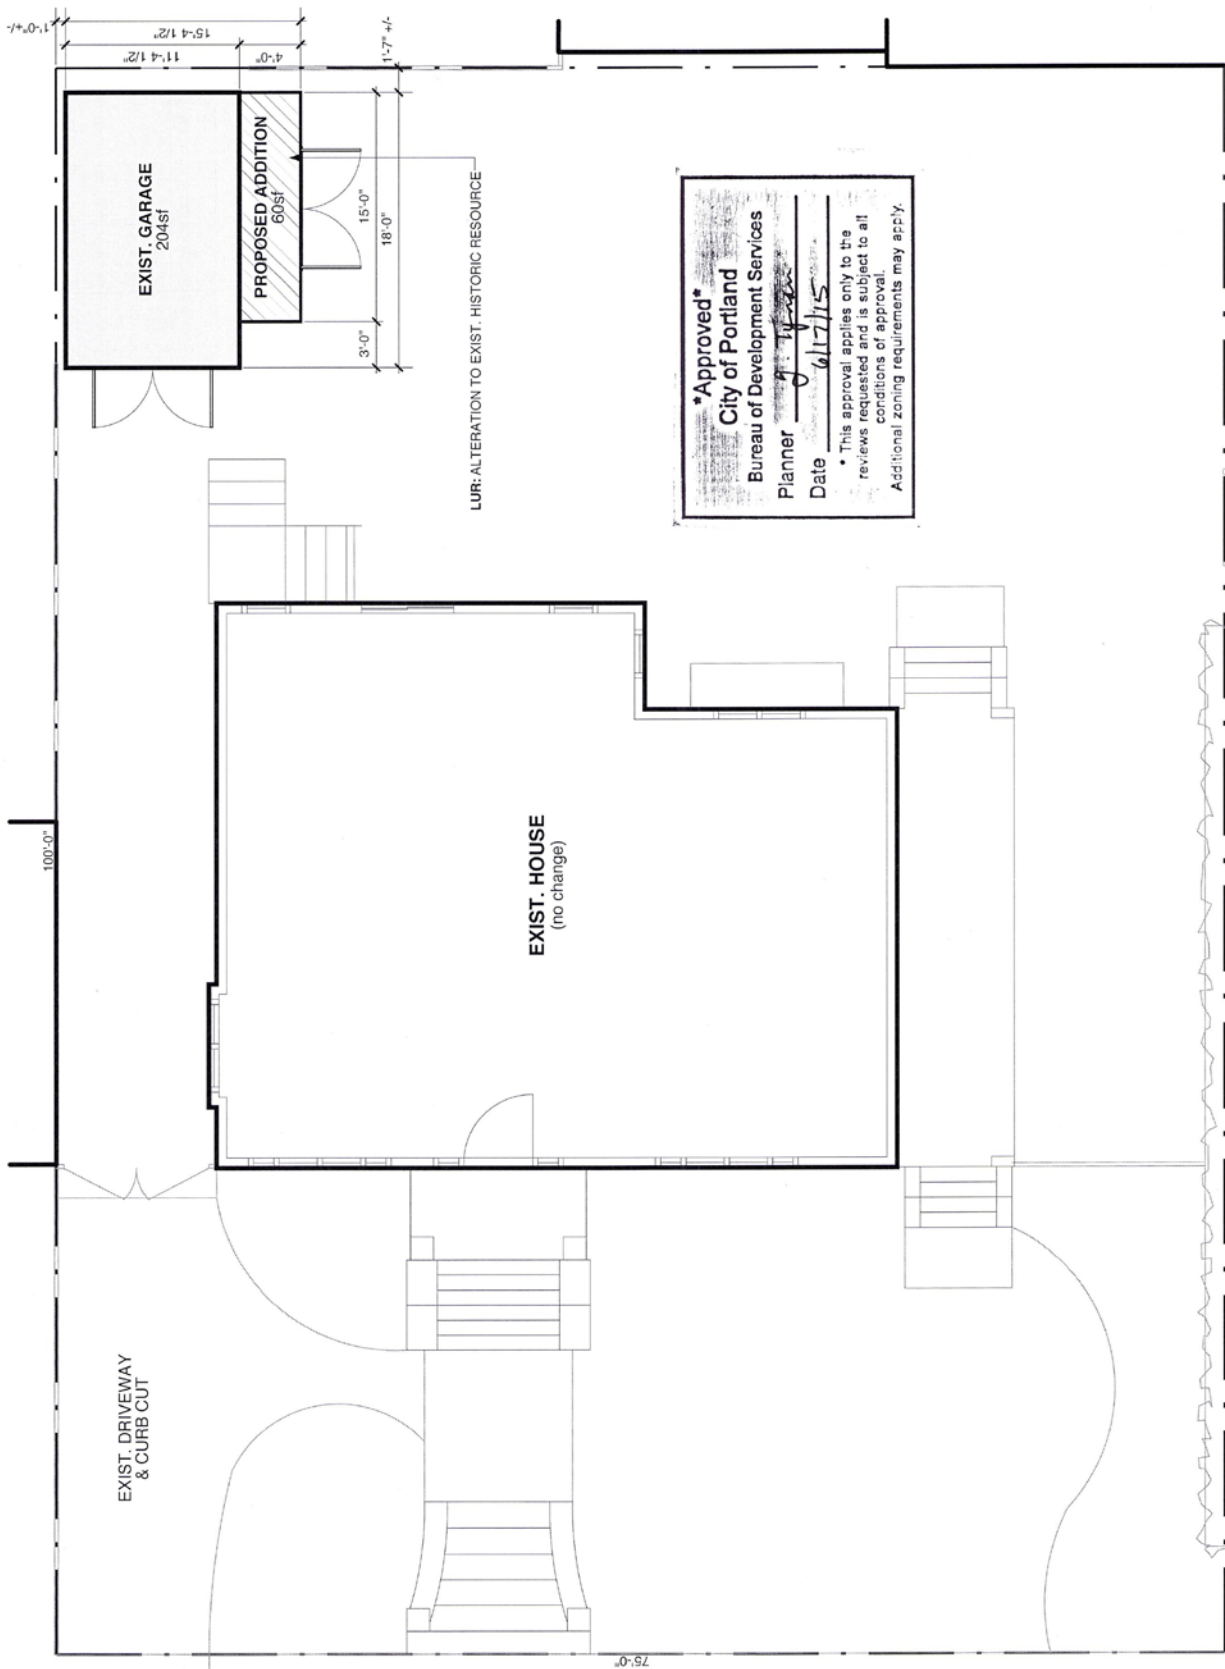 1'-0" +/-
15'-4 1/2"
11'-4 1/2"
4'-0"
1'-7" +/-
EXIST. GARAGE
204sf
PROPOSED ADDITION
60sf
15'-0"
18'-0"
3'-0"
LUR: ALTERATION TO EXIST. HISTORIC RESOURCE
*Approved*
City of Portland
Bureau of Development Services
Planner
Date 6/17/15
* This approval applies only to the
reviews requested and is subject to all
conditions of approval.
Additional zoning requirements may apply.
100'-0"
EXIST. HOUSE
(no change)
EXIST. DRIVEWAY
& CURB CUT
75'-0"